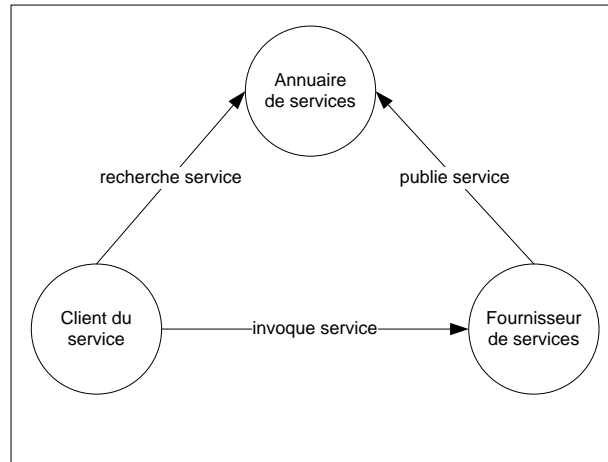 Annuaire
de services
recherche service
publie service
Client du
service
invoque service
Fournisseur
de services